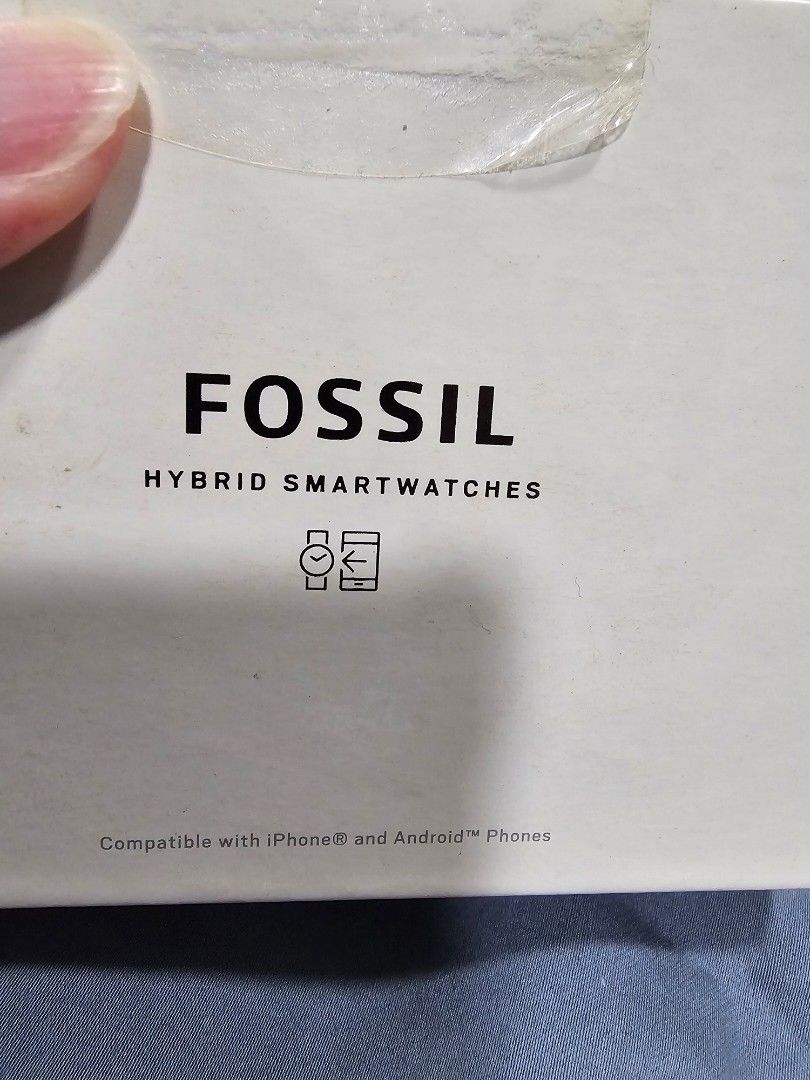 FOSSIL
HYBRID SMARTWATCHES
Compatible with iPhone® and Android™ Phones